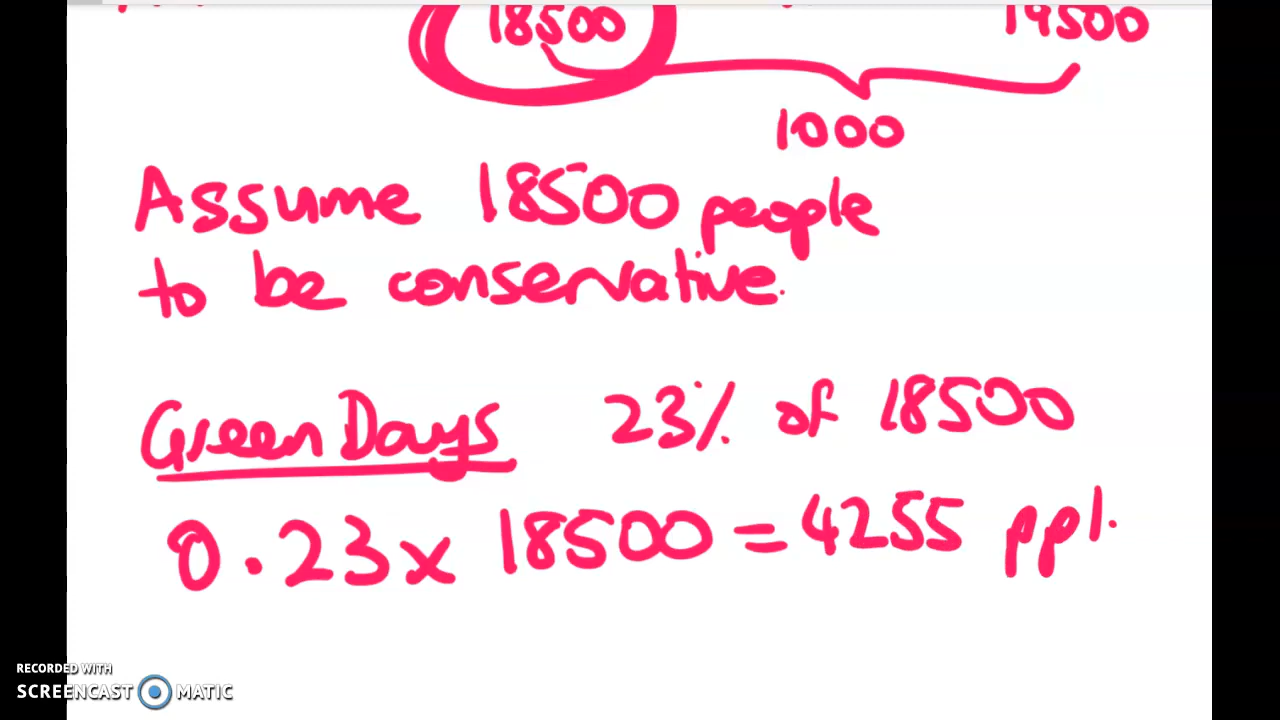 18500 19500
1000
Assume 18500 people
to be conservative.
Green Days 23% of 18500
0.23 x 18500 = 4255 ppl.
RECORDED WITH
SCREENCAST MATIC